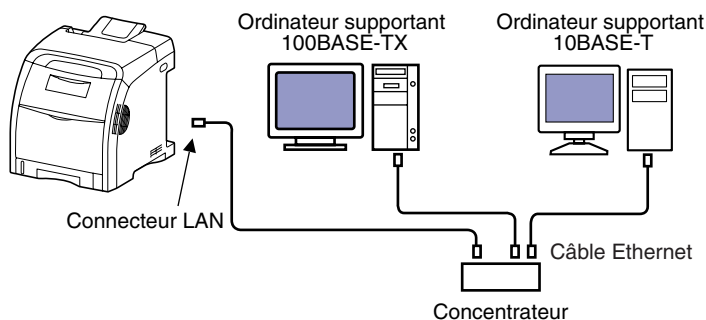 Ordinateur supportant
100BASE-TX
Ordinateur supportant
10BASE-T
Connecteur LAN
Câble Ethernet
Concentrateur